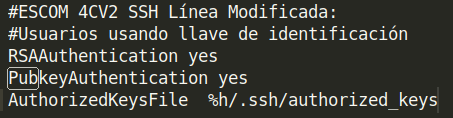 #ESCOM 4CV2 SSH Línea Modificada:
#Usuarios usando llave de identificación
RSAAuthentication yes
PubkeyAuthentication yes
AuthorizedKeysFile  %h/.ssh/authorized_keys